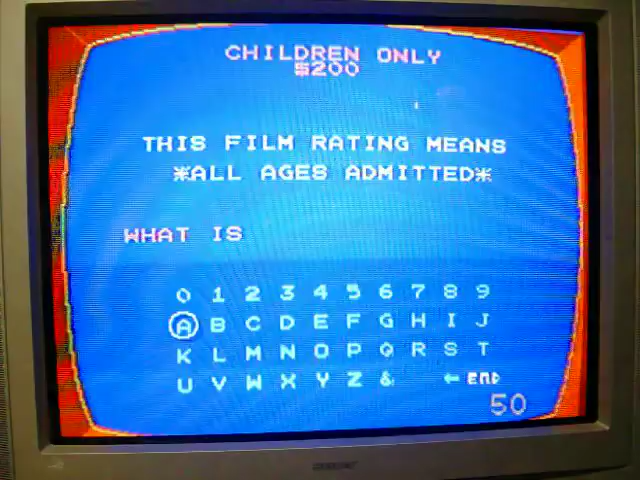 CHILDREN ONLY
$200
THIS FILM RATING MEANS
*ALL AGES ADMITTED*
WHAT IS
0 1 2 3 4 5 6 7 8 9
A B C D E F G H I J
K L M N O P Q R S T
U V W X Y Z & ← END
50